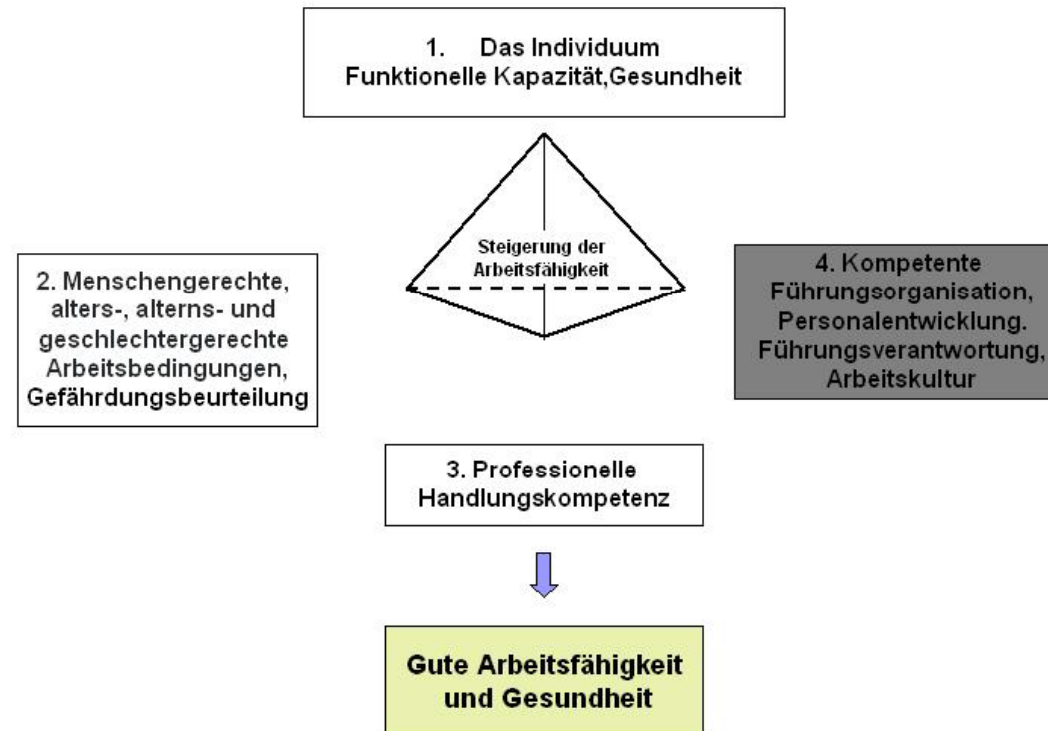 1. Das Individuum
Funktionelle Kapazität,Gesundheit
Steigerung der
Arbeitsfähigkeit
2. Menschengerechte,
alters-, alterns- und
geschlechtergerechte
Arbeitsbedingungen,
Gefährdungsbeurteilung
4. Kompetente
Führungsorganisation,
Personalentwicklung.
Führungsverantwortung,
Arbeitskultur
3. Professionelle
Handlungskompetenz
Gute Arbeitsfähigkeit
und Gesundheit